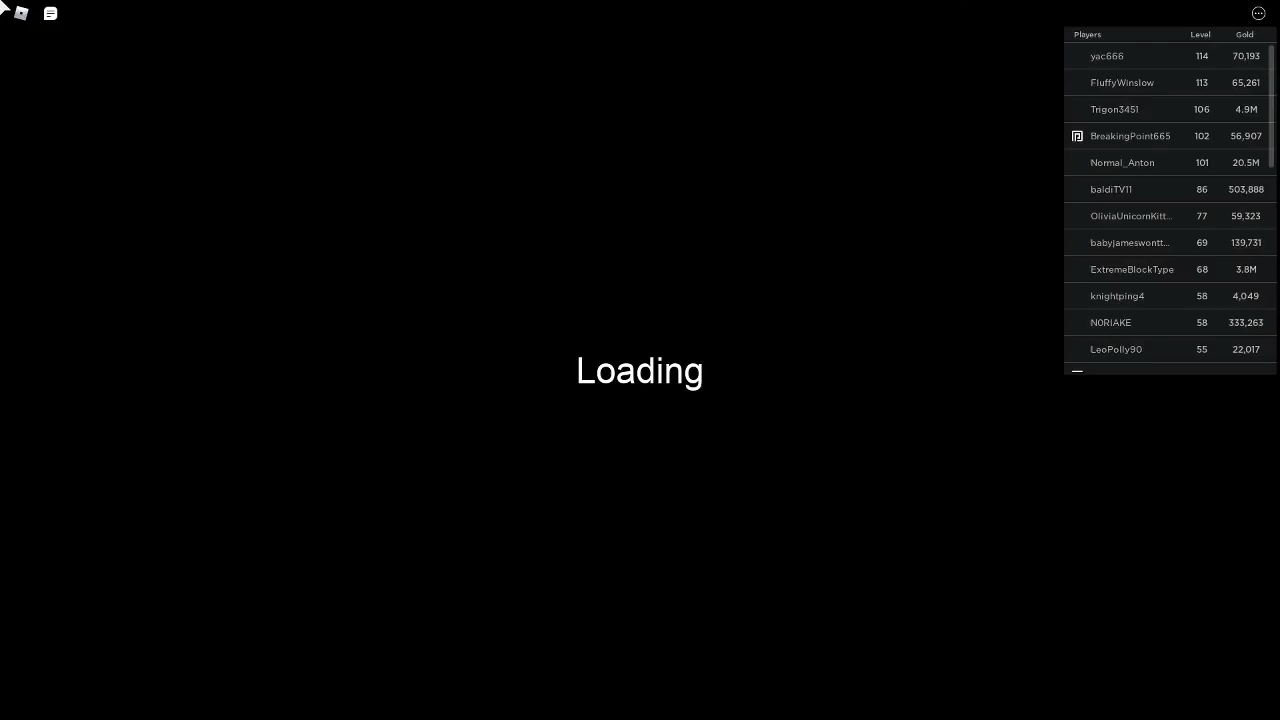 Players Level Gold
yac666 114 70,193
FluffyWinslow 113 65,261
Trigon3451 106 4.9M
BreakingPoint665 102 56,907
Normal_Anton 101 20.5M
baldiTV11 86 503,888
OliviaUnicornKitt... 77 59,323
babyjameswontt... 69 139,731
ExtremeBlockType 68 3.8M
knightping4 58 4,049
N0RIAKE 58 333,263
LeoPolly90 55 22,017
Loading